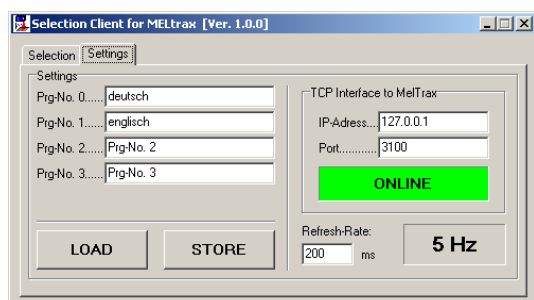 Selection Client for MELtrax [Ver. 1.0.0]
Selection Settings
Settings
Prg-No. 0...... deutsch
Prg-No. 1...... englisch
Prg-No. 2...... Prg-No. 2
Prg-No. 3...... Prg-No. 3
LOAD STORE
TCP Interface to MelTrax
IP-Adress.... 127.0.0.1
Port........... 3100
ONLINE
Refresh-Rate:
200 ms
5 Hz